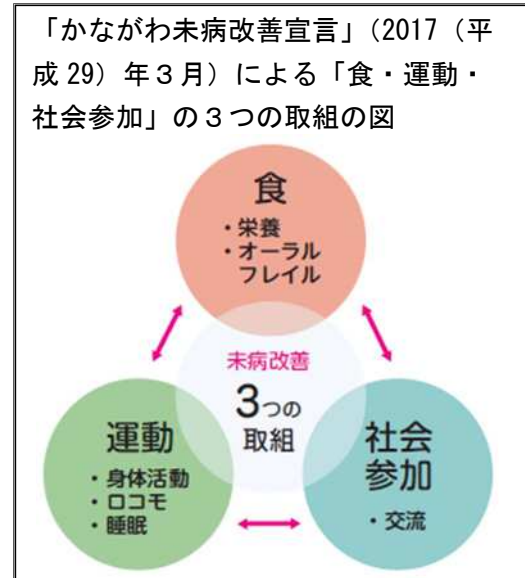 「かながわ未病改善宣言」(2017（平
成 29）年３月）による「食・運動・
社会参加」の３つの取組の図
食
・栄養
・オーラル
フレイル
未病改善
3つの
取組
運動
・身体活動
・ロコモ
・睡眠
社会
参加
・交流